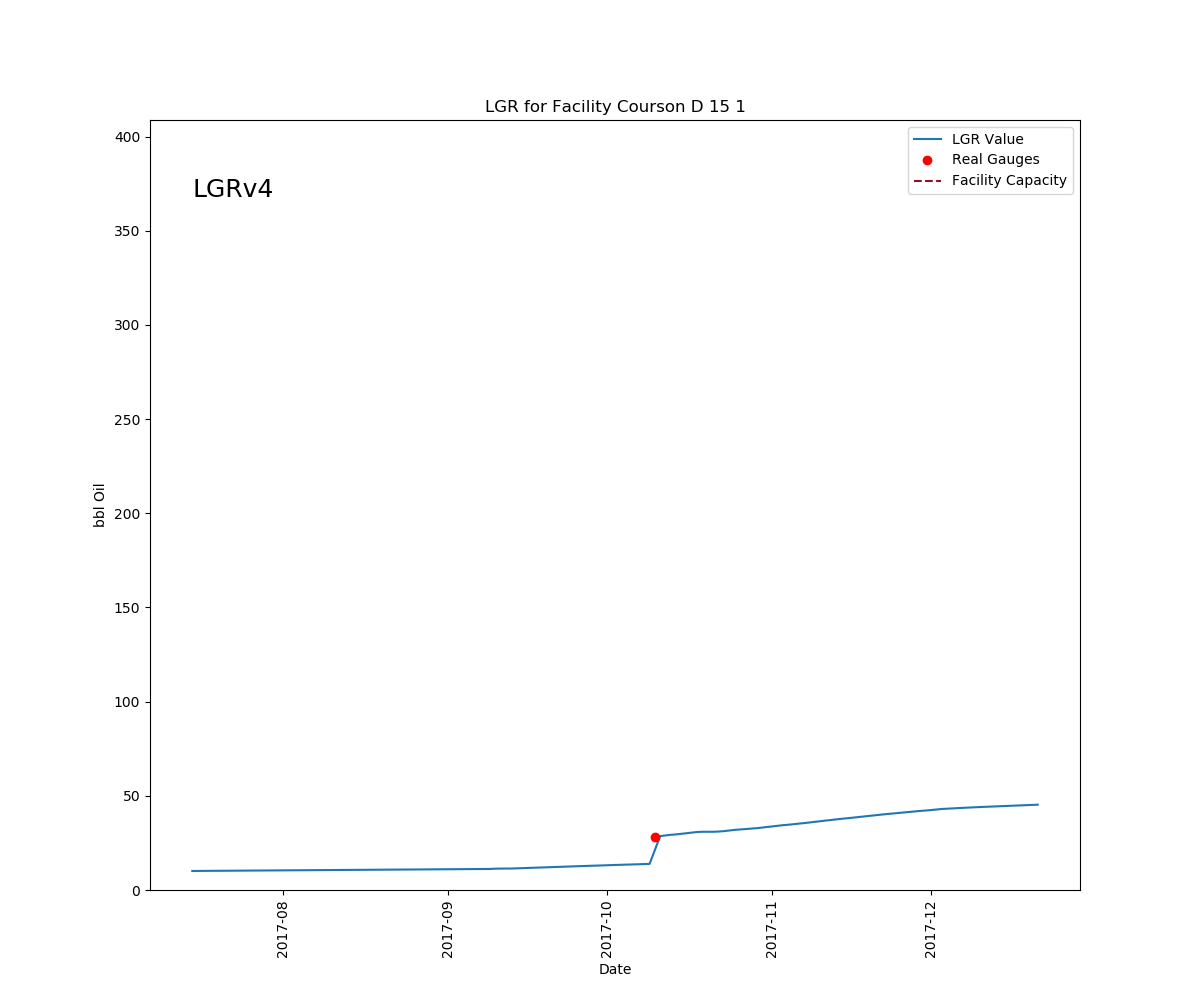 LGR for Facility Courson D 15 1
LGRv4
LGR Value
Real Gauges
Facility Capacity
bbl Oil
400
350
300
250
200
150
100
50
0
2017-08
2017-09
2017-10
2017-11
2017-12
Date